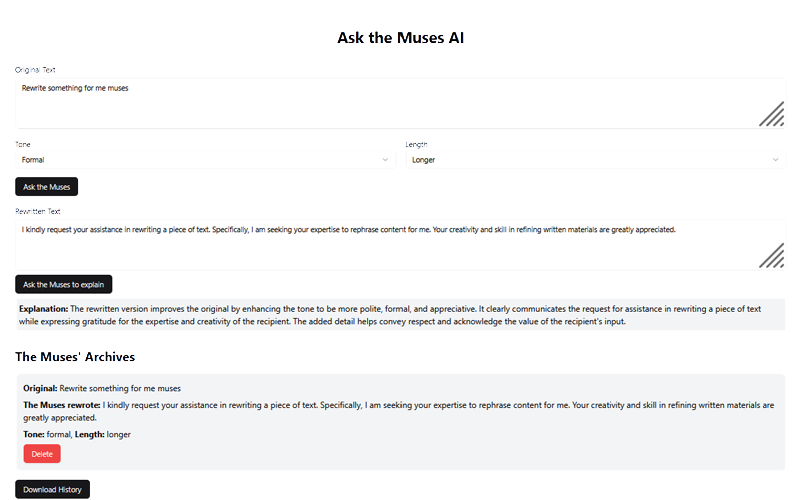 Ask the Muses AI
Original Text
Rewrite something for me muses
Tone
Length
Formal
Longer
Ask the Muses
Rewritten Text
I kindly request your assistance in rewriting a piece of text. Specifically, I am seeking your expertise to rephrase content for me. Your creativity and skill in refining written materials are greatly appreciated.
Ask the Muses to explain
Explanation: The rewritten version improves the original by enhancing the tone to be more polite, formal, and appreciative. It clearly communicates the request for assistance in rewriting a piece of text
while expressing gratitude for the expertise and creativity of the recipient. The added detail helps convey respect and acknowledge the value of the recipient's input.
The Muses' Archives
Original: Rewrite something for me muses
The Muses rewrote: I kindly request your assistance in rewriting a piece of text. Specifically, I am seeking your expertise to rephrase content for me. Your creativity and skill in refining written materials are
greatly appreciated.
Tone: formal, Length: longer
Delete
Download History